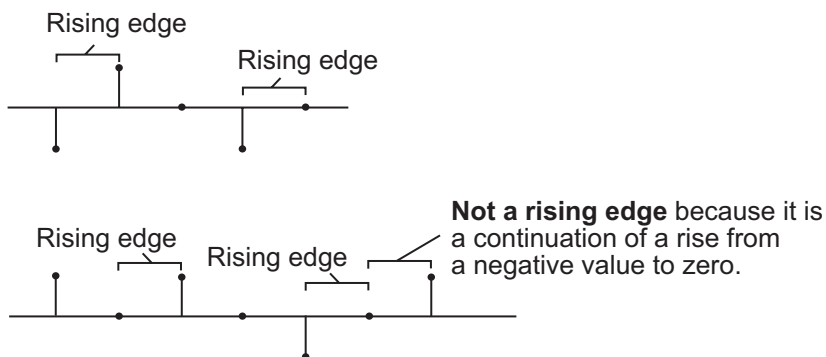 Rising edge
Rising edge
Not a rising edge because it is
a continuation of a rise from
a negative value to zero.
Rising edge
Rising edge